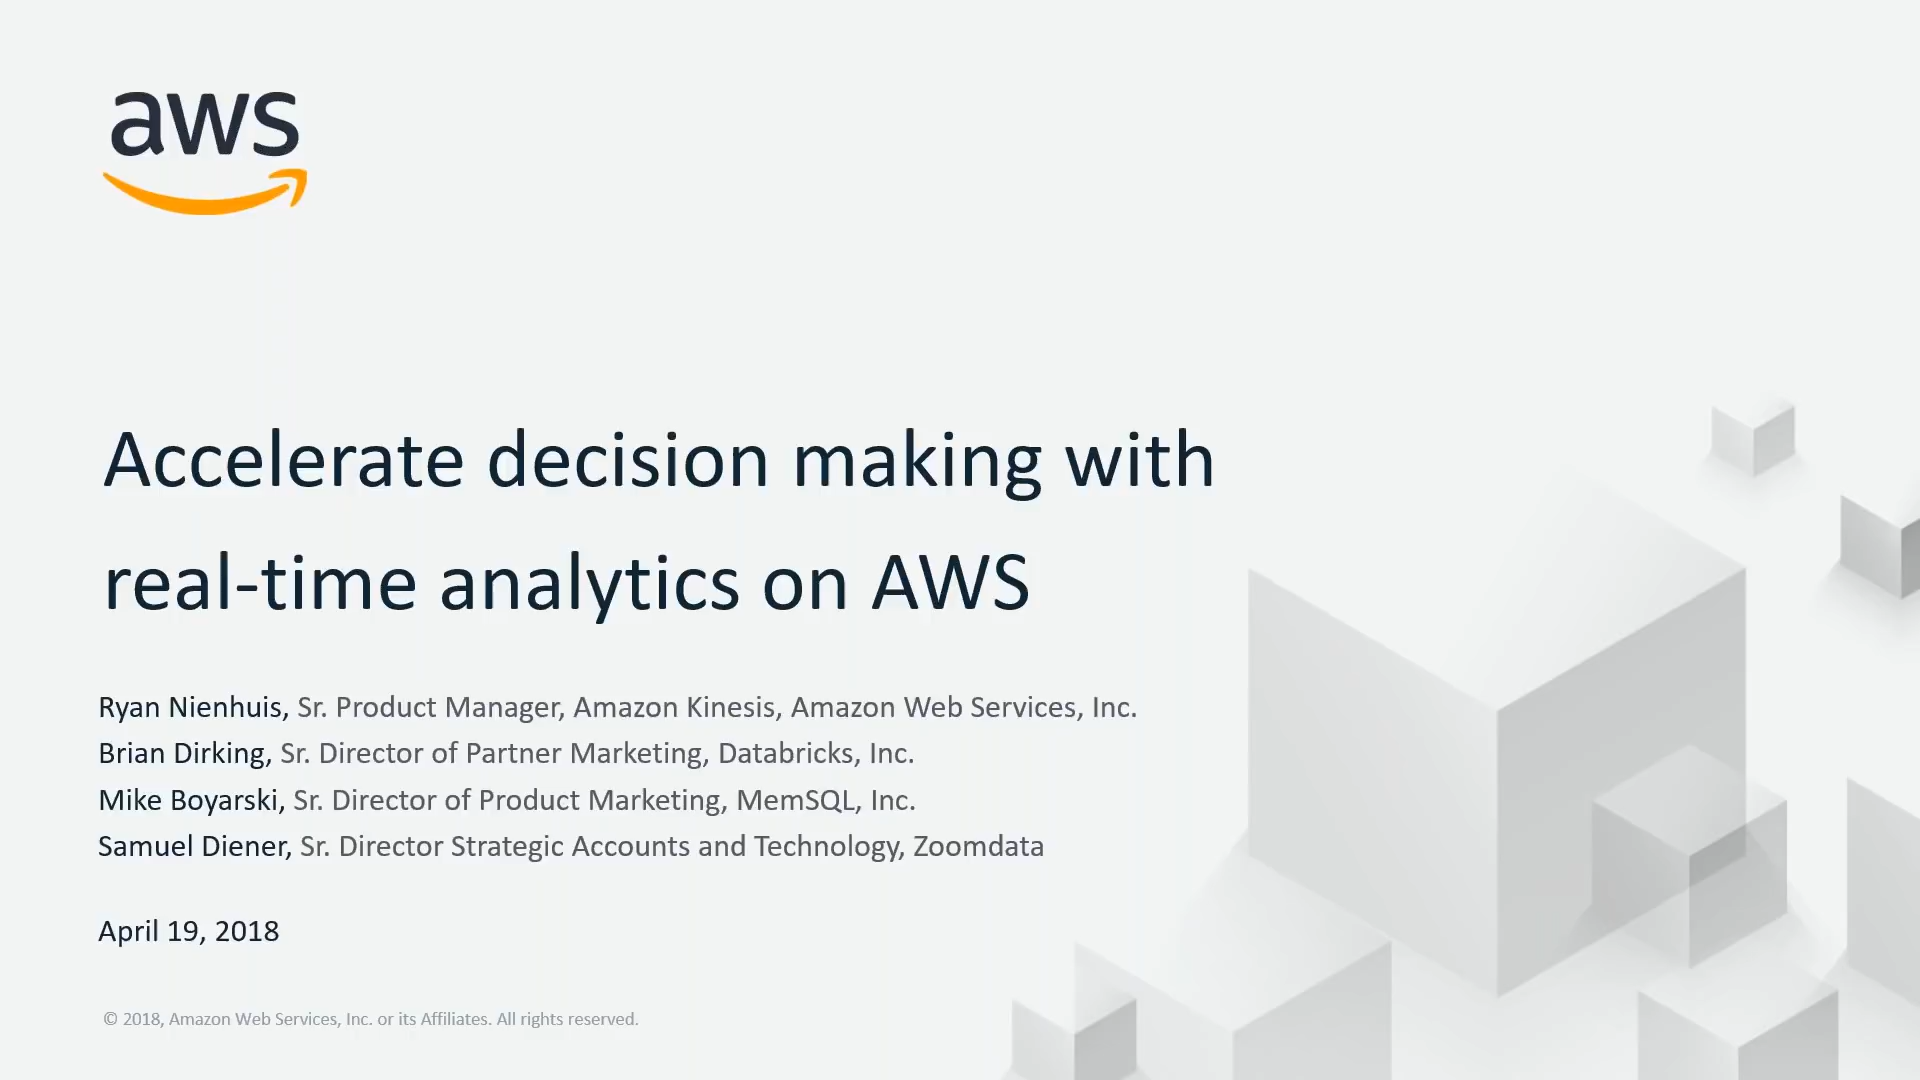 aws
Accelerate decision making with
real-time analytics on AWS
Ryan Nienhuis, Sr. Product Manager, Amazon Kinesis, Amazon Web Services, Inc.
Brian Dirking, Sr. Director of Partner Marketing, Databricks, Inc.
Mike Boyarski, Sr. Director of Product Marketing, MemSQL, Inc.
Samuel Diener, Sr. Director Strategic Accounts and Technology, Zoomdata
April 19, 2018
© 2018, Amazon Web Services, Inc. or its Affiliates. All rights reserved.